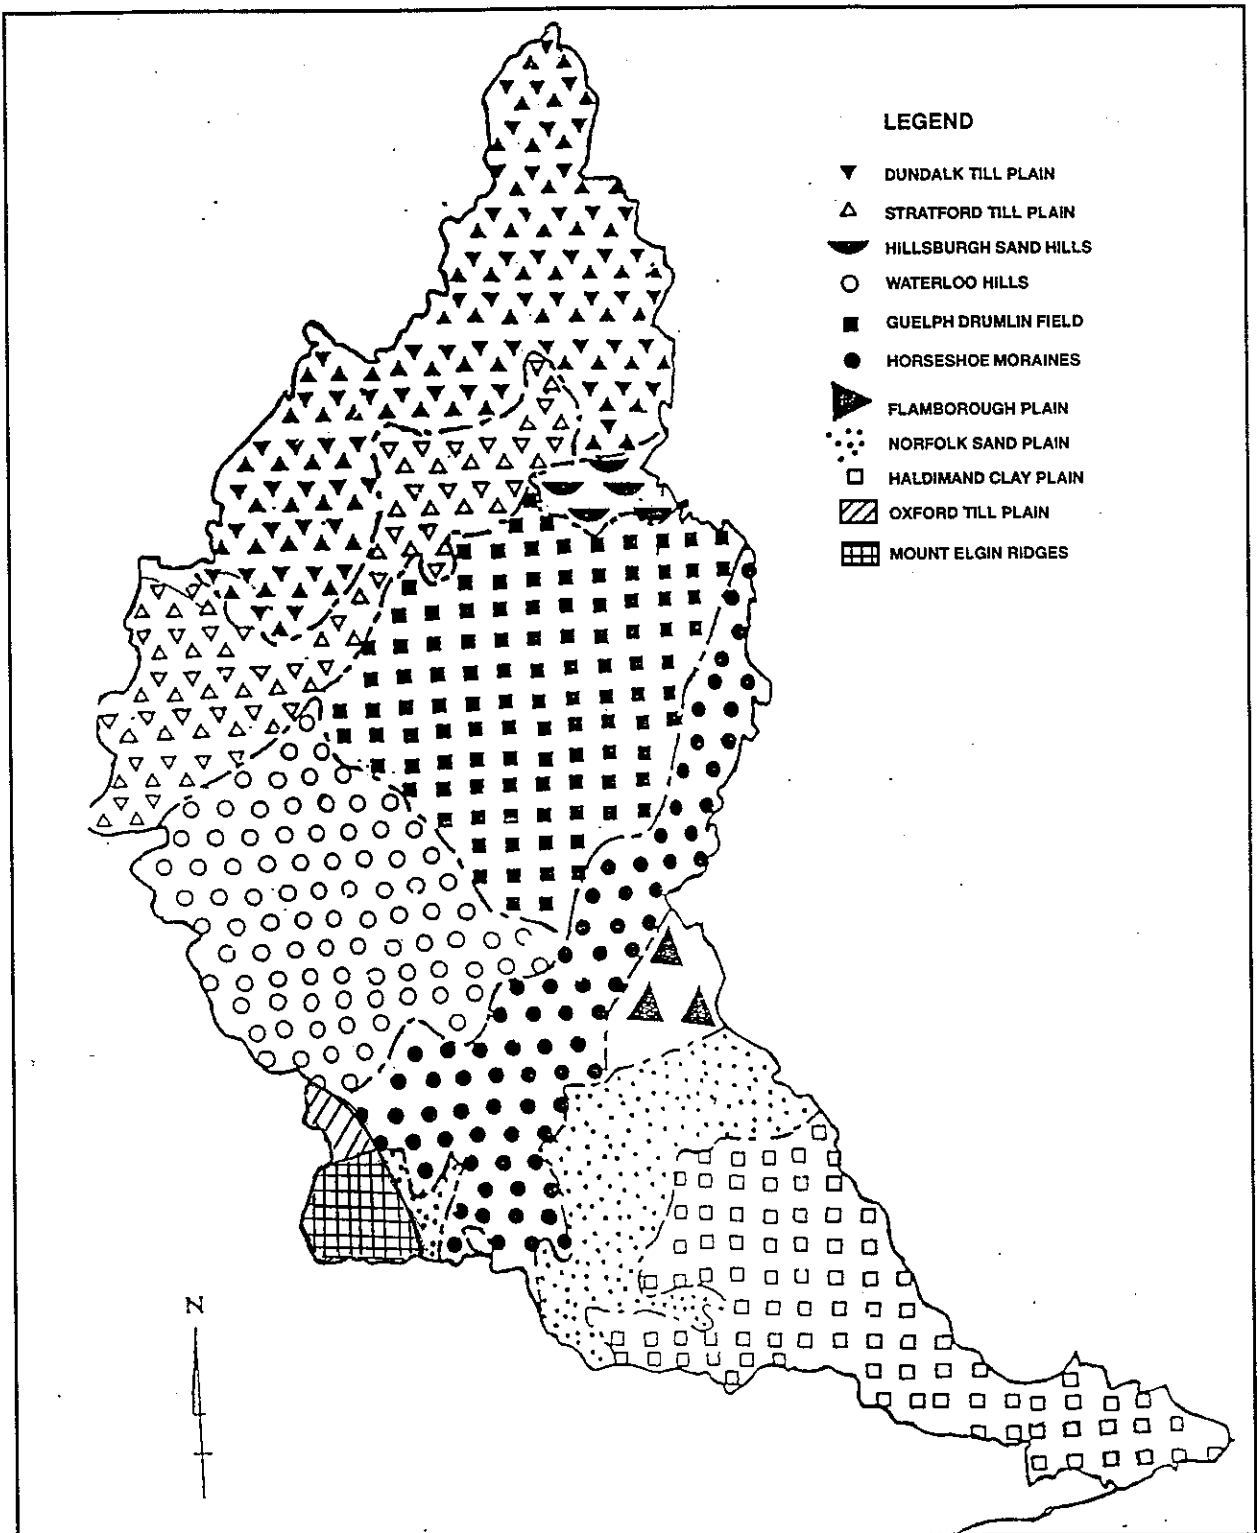 LEGEND
DUNDALK TILL PLAIN
STRATFORD TILL PLAIN
HILLSBURGH SAND HILLS
WATERLOO HILLS
GUELPH DRUMLIN FIELD
HORSESHOE MORAINES
FLAMBOROUGH PLAIN
NORFOLK SAND PLAIN
HALDIMAND CLAY PLAIN
OXFORD TILL PLAIN
MOUNT ELGIN RIDGES
N